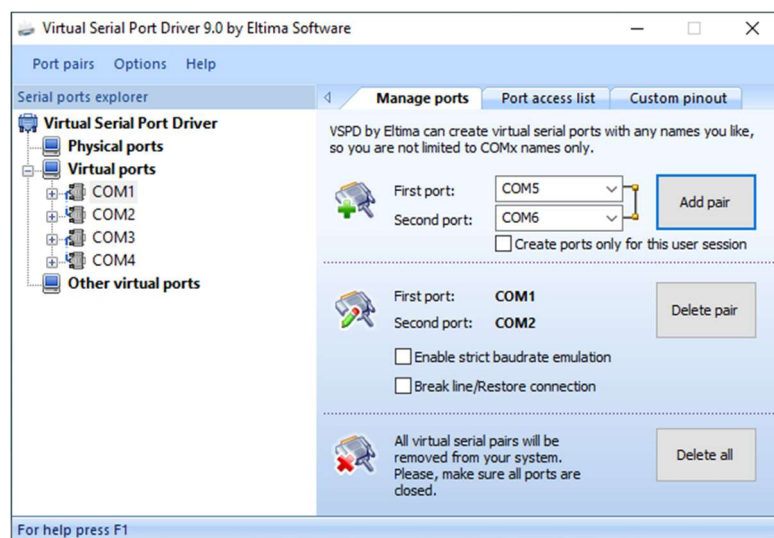 Virtual Serial Port Driver 9.0 by Eltima Software
Port pairs Options Help
Serial ports explorer
Virtual Serial Port Driver
Physical ports
Virtual ports
COM1
COM2
COM3
COM4
Other virtual ports
Manage ports Port access list Custom pinout
VSPD by Eltima can create virtual serial ports with any names you like,
so you are not limited to COMx names only.
First port: COM5
Second port: COM6
Add pair
Create ports only for this user session
First port: COM1
Second port: COM2
Delete pair
Enable strict baudrate emulation
Break line/Restore connection
All virtual serial pairs will be
removed from your system.
Please, make sure all ports are
closed.
Delete all
For help press F1